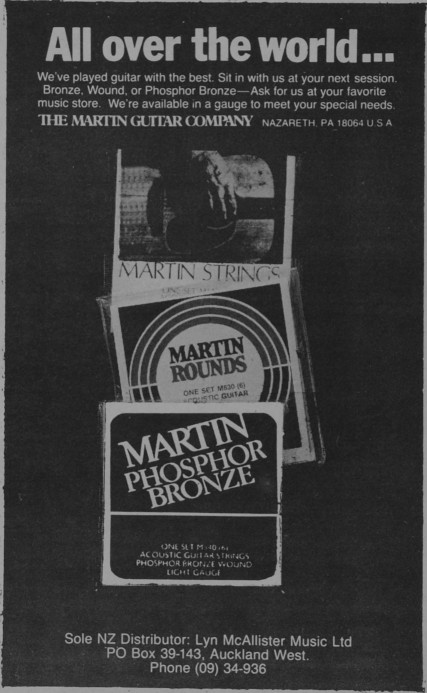 All over the world...
We've played guitar with the best. Sit in with us at your next session.
Bronze, Wound, or Phosphor Bronze—Ask for us at your favorite
music store. We're available in a gauge to meet your special needs.
THE MARTIN GUITAR COMPANY NAZARETH, PA 18064 U.S.A
MARTIN STRINGS
MARTIN
ROUNDS
ONE SET M630 (6)
ACOUSTIC GUITAR
MARTIN
PHOSPHOR
BRONZE
ONE SET
ACOUSTIC GUITAR STRINGS
PHOSPHOR BRONZE WOUND
LIGHT GAUGE
Sole NZ Distributor: Lyn McAllister Music Ltd
PO Box 39-143, Auckland West.
Phone (09) 34-936